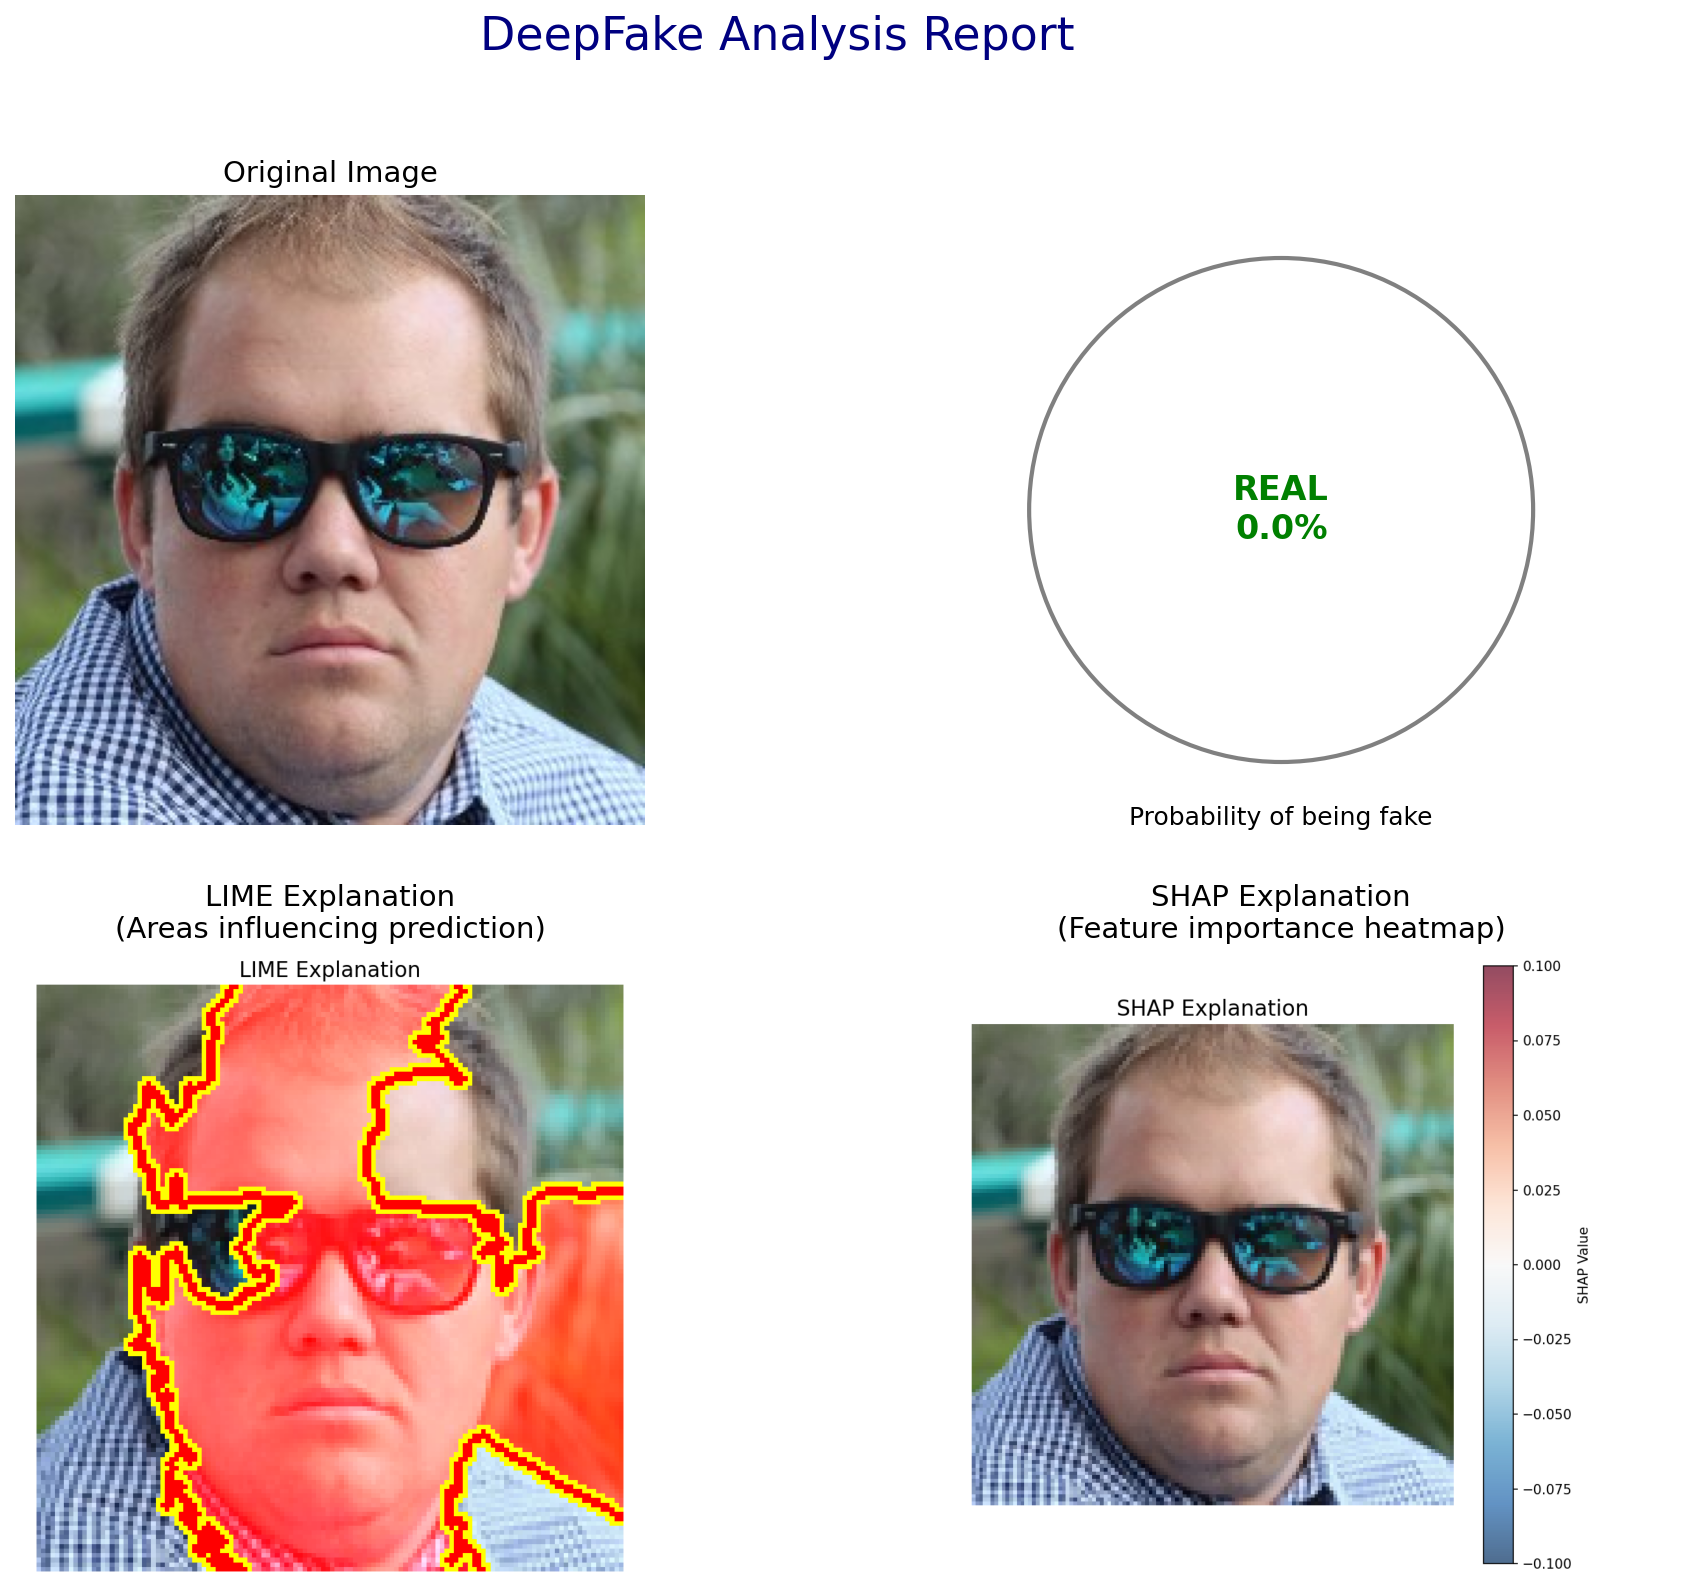 DeepFake Analysis Report
Original Image
REAL
0.0%
Probability of being fake
LIME Explanation
(Areas influencing prediction)
LIME Explanation
SHAP Explanation
(Feature importance heatmap)
SHAP Explanation
0.100
0.075
0.050
0.025
0.000
−0.025
−0.050
−0.075
−0.100
SHAP Value